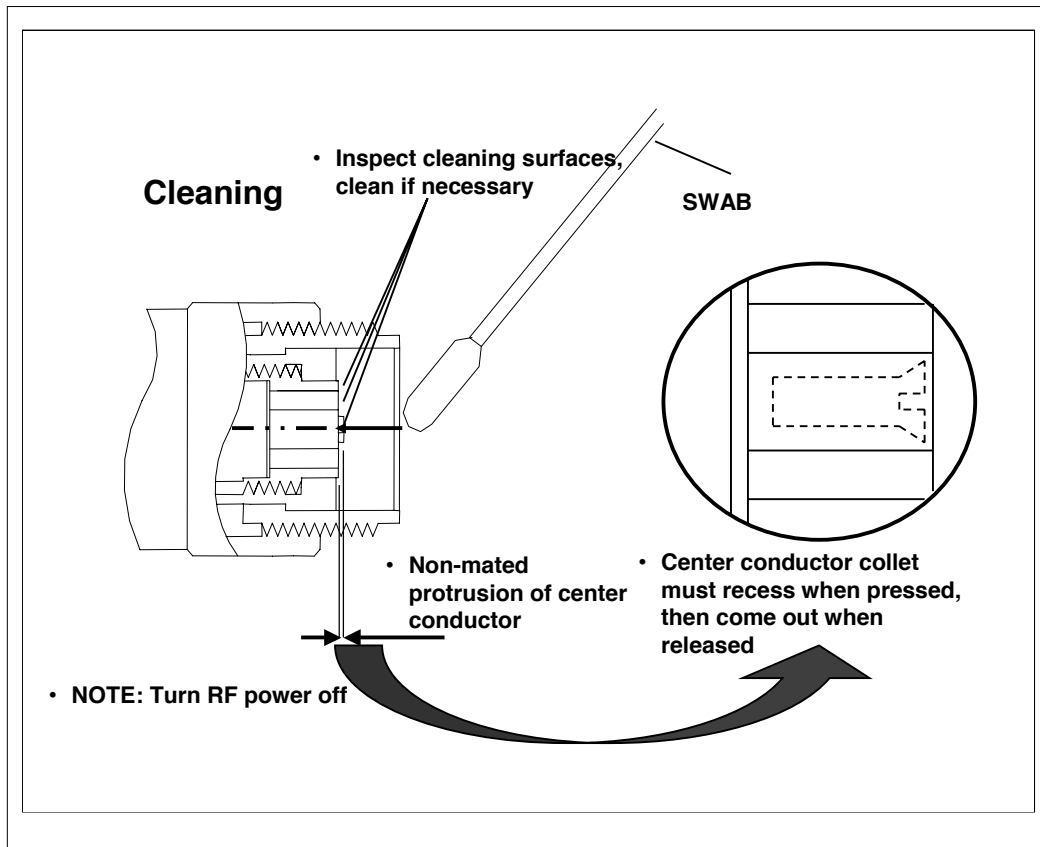 Cleaning
• Inspect cleaning surfaces,
clean if necessary
SWAB
• Non-mated
protrusion of center
conductor
• Center conductor collet
must recess when pressed,
then come out when
released
• NOTE: Turn RF power off